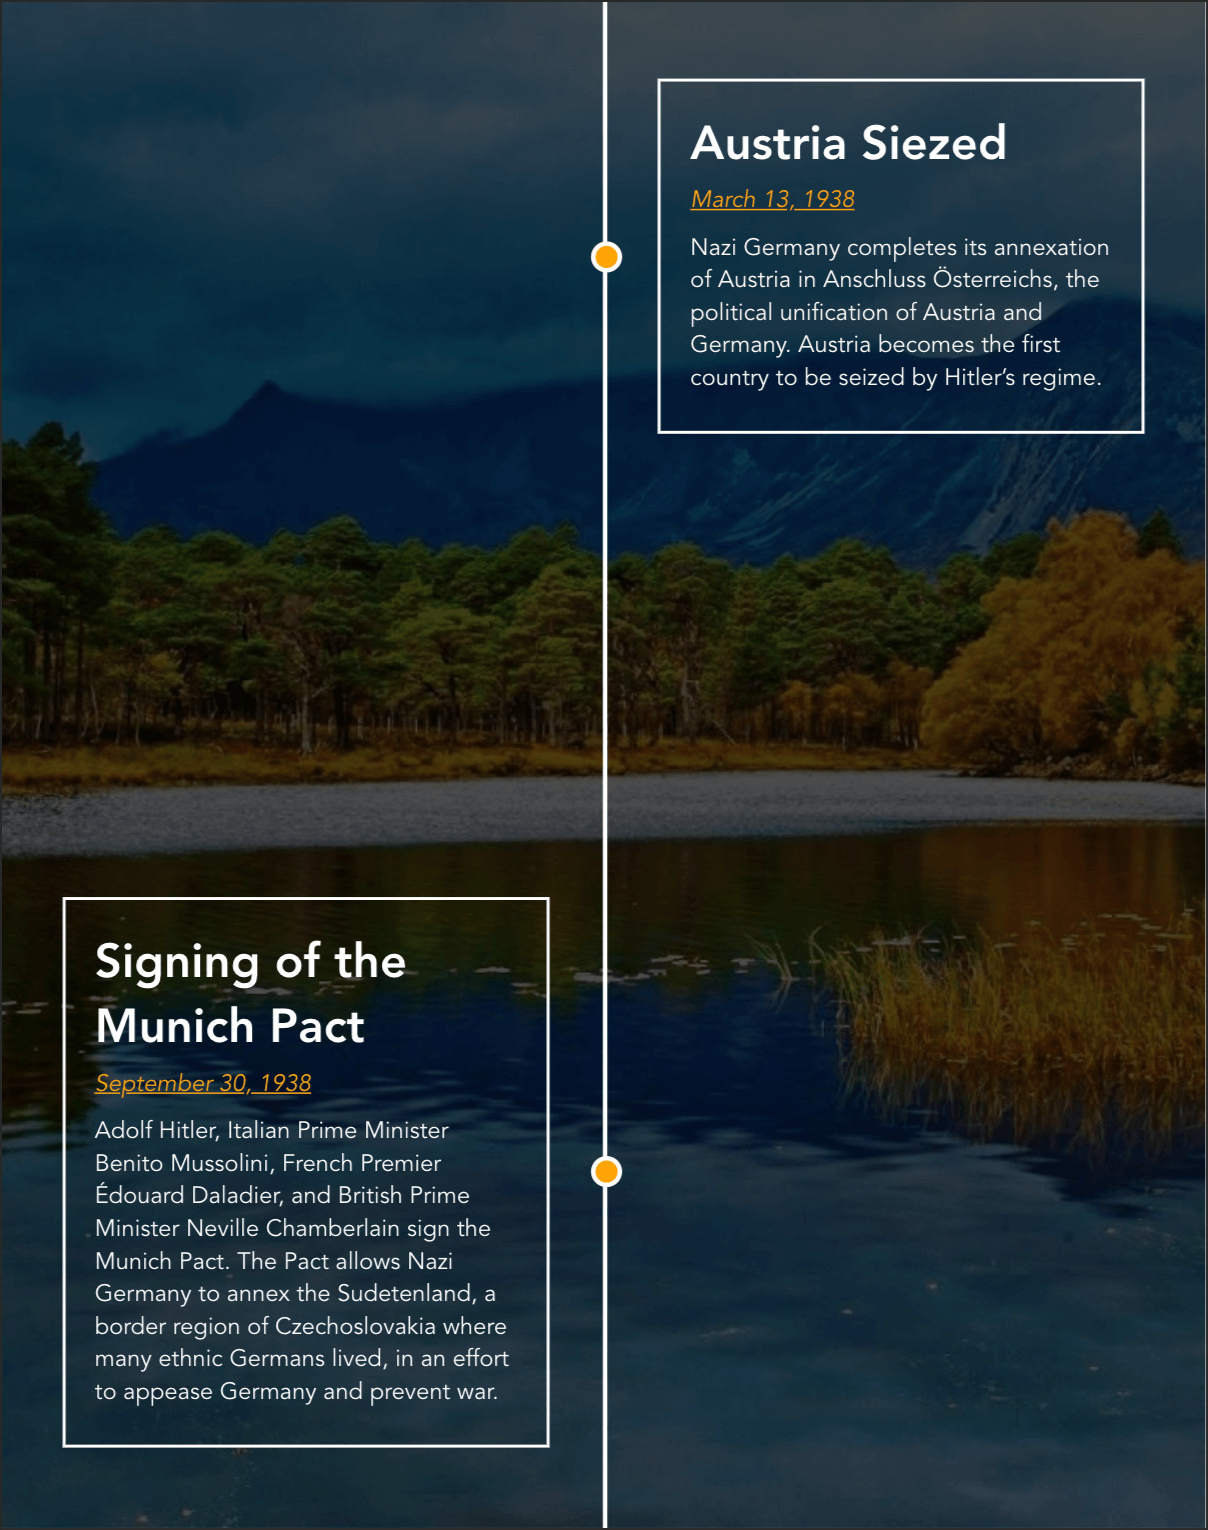 Austria Siezed
March 13, 1938
Nazi Germany completes its annexation
of Austria in Anschluss Österreichs, the
political unification of Austria and
Germany. Austria becomes the first
country to be seized by Hitler’s regime.
Signing of the
Munich Pact
September 30, 1938
Adolf Hitler, Italian Prime Minister
Benito Mussolini, French Premier
Édouard Daladier, and British Prime
Minister Neville Chamberlain sign the
Munich Pact. The Pact allows Nazi
Germany to annex the Sudetenland, a
border region of Czechoslovakia where
many ethnic Germans lived, in an effort
to appease Germany and prevent war.